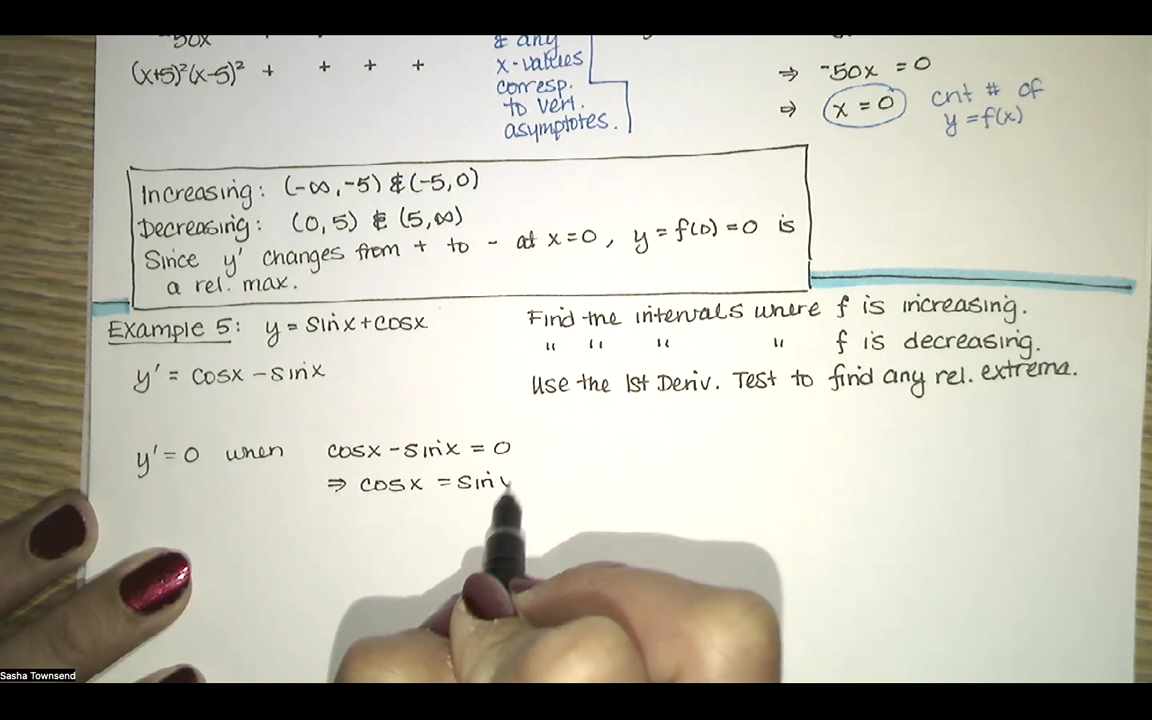 -50x
(x+5)²(x-5)² + + + +
& any
x-values
corresp.
to vert.
asymptotes.
⇒ -50x = 0
⇒ x = 0 crit # of
y = f(x)
Increasing: (-∞, -5) & (-5, 0)
Decreasing: (0, 5) & (5, ∞)
Since y' changes from + to - at x = 0, y = f(0) = 0 is
a rel. max.
Example 5: y = sinx + cosx
Find the intervals where f is increasing.
" " " " f is decreasing.
Use the 1st Deriv. Test to find any rel. extrema.
y' = cosx - sinx
y' = 0 when cosx - sinx = 0
⇒ cosx = sinx
Sasha Townsend